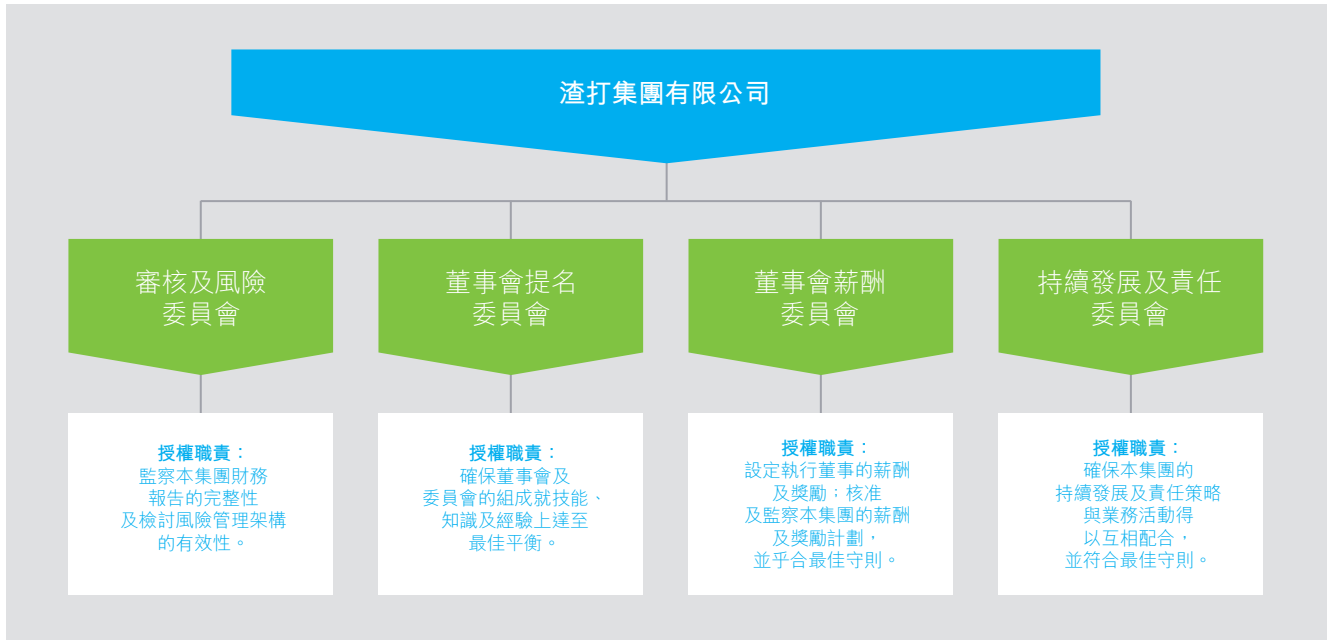 渣打集團有限公司
審核及風險
委員會
董事會提名
委員會
董事會薪酬
委員會
持續發展及責任
委員會
授權職責：
監察本集團財務
報告的完整性
及檢討風險管理架構
的有效性。
授權職責：
確保董事會及
委員會的組成就技能、
知識及經驗上達至
最佳平衡。
授權職責：
設定執行董事的薪酬
及獎勵；核准
及監察本集團的薪酬
及獎勵計劃，
並乎合最佳守則。
授權職責：
確保本集團的
持續發展及責任策略
與業務活動得
以互相配合，
並符合最佳守則。